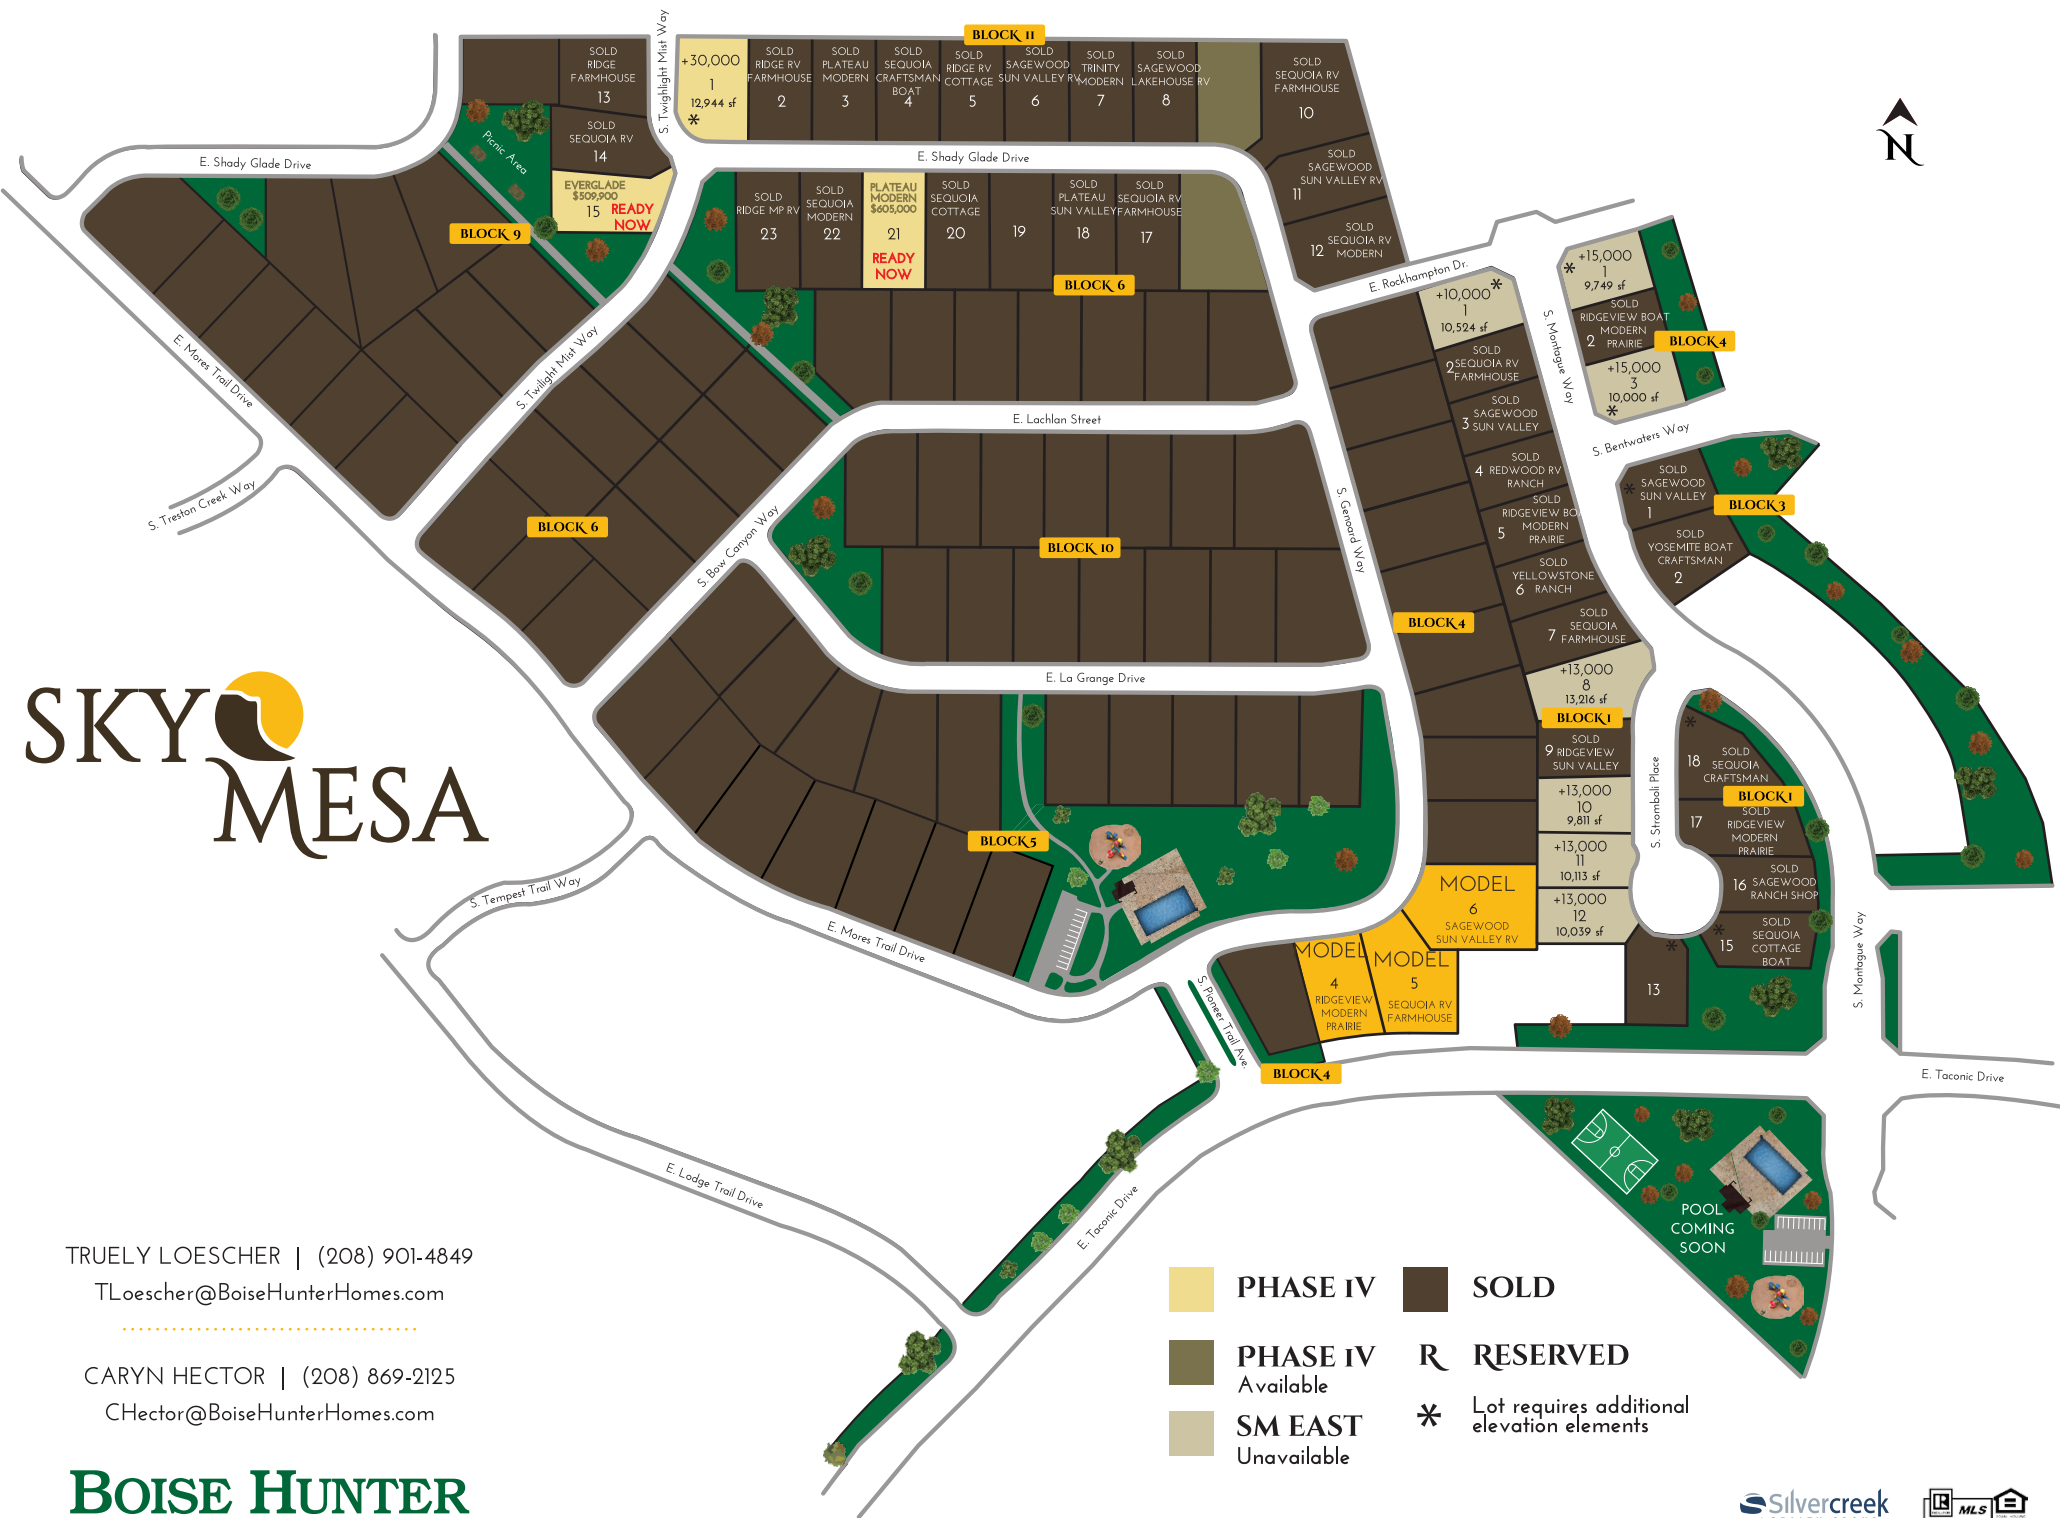 BLOCK 11
S. Twighlight Mist Way
SOLD
RIDGE
FARMHOUSE
13
+30,000
1
12,944 sf
*
SOLD
RIDGE RV
FARMHOUSE
2
SOLD
PLATEAU
MODERN
3
SOLD
SEQUOIA
CRAFTSMAN
BOAT
4
SOLD
RIDGE RV
COTTAGE
5
SOLD
SAGEWOOD
SUN VALLEY RV
6
SOLD
TRINITY
MODERN
7
SOLD
SAGEWOOD
LAKEHOUSE RV
8
SOLD
SEQUOIA RV
FARMHOUSE
10
SOLD
SAGEWOOD
SUN VALLEY RV
11
SOLD
SEQUOIA RV
MODERN
12
N
Picnic Area
SOLD
SEQUOIA RV
14
EVERGLADE
$509,900
15
READY
NOW
E. Shady Glade Drive
E. Shady Glade Drive
BLOCK 9
SOLD
RIDGE MP RV
23
SOLD
SEQUOIA
MODERN
22
PLATEAU
MODERN
$605,000
21
READY
NOW
SOLD
SEQUOIA
COTTAGE
20
19
SOLD
PLATEAU
SUN VALLEY
18
SOLD
SEQUOIA RV
FARMHOUSE
17
BLOCK 6
E. Rockhampton Dr.
+10,000
*
1
10,524 sf
SOLD
2 SEQUOIA RV
FARMHOUSE
SOLD
SAGEWOOD
3 SUN VALLEY
SOLD
4 REDWOOD RV
RANCH
SOLD
RIDGEVIEW BO
MODERN
5 PRAIRIE
SOLD
YELLOWSTONE
6 RANCH
SOLD
SEQUOIA
7 FARMHOUSE
+13,000
8
13,216 sf
BLOCK 1
SOLD
9 RIDGEVIEW
SUN VALLEY
+13,000
10
9,811 sf
+13,000
11
10,113 sf
+13,000
12
10,039 sf
*
13
S. Montague Way
+15,000
* 1
9,749 sf
SOLD
RIDGEVIEW BOAT
MODERN
2 PRAIRIE
BLOCK 4
+15,000
3
10,000 sf
*
S. Bentwaters Way
SOLD
* SAGEWOOD
SUN VALLEY
1
BLOCK 3
SOLD
YOSEMITE BOAT
CRAFTSMAN
2
E. Mores Trail Drive
S. Twilight Mist Way
S. Treston Creek Way
BLOCK 6
E. Lachlan Street
S. Bow Canyon Way
BLOCK 10
S. Genoard Way
BLOCK 4
E. La Grange Drive
BLOCK 5
SKY
MESA
S. Tempest Trail Way
E. Mores Trail Drive
MODEL
6
SAGEWOOD
SUN VALLEY RV
MODEL
4
RIDGEVIEW
MODERN
PRAIRIE
MODEL
5
SEQUOIA RV
FARMHOUSE
S. Pioneer Trail Ave.
BLOCK 4
S. Stromboli Place
*
SOLD
18 SEQUOIA
CRAFTSMAN
BLOCK 1
SOLD
17 RIDGEVIEW
MODERN
PRAIRIE
SOLD
16 SAGEWOOD
RANCH SHOP
SOLD
* SEQUOIA
15 COTTAGE
BOAT
S. Montague Way
E. Taconic Drive
E. Taconic Drive
E. Lodge Trail Drive
POOL
COMING
SOON
TRUELY LOESCHER | (208) 901-4849
TLoescher@BoiseHunterHomes.com
CARYN HECTOR | (208) 869-2125
CHector@BoiseHunterHomes.com
BOISE HUNTER
PHASE IV
SOLD
PHASE IV
Available
R RESERVED
SM EAST
Unavailable
* Lot requires additional
elevation elements
Silvercreek
R MLS